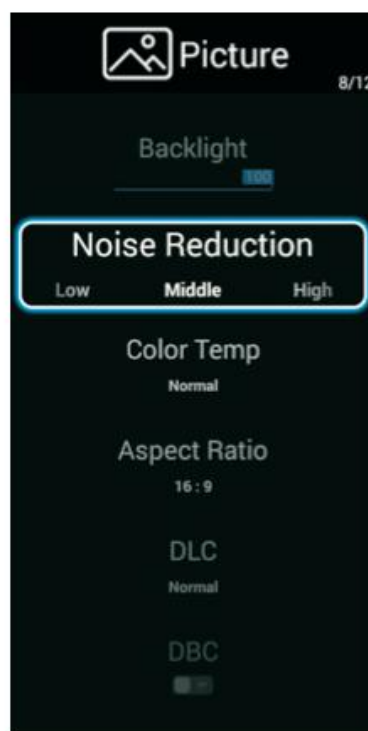 Picture
8/12
Backlight
100
Noise Reduction
Low Middle High
Color Temp
Normal
Aspect Ratio
16 : 9
DLC
Normal
DBC